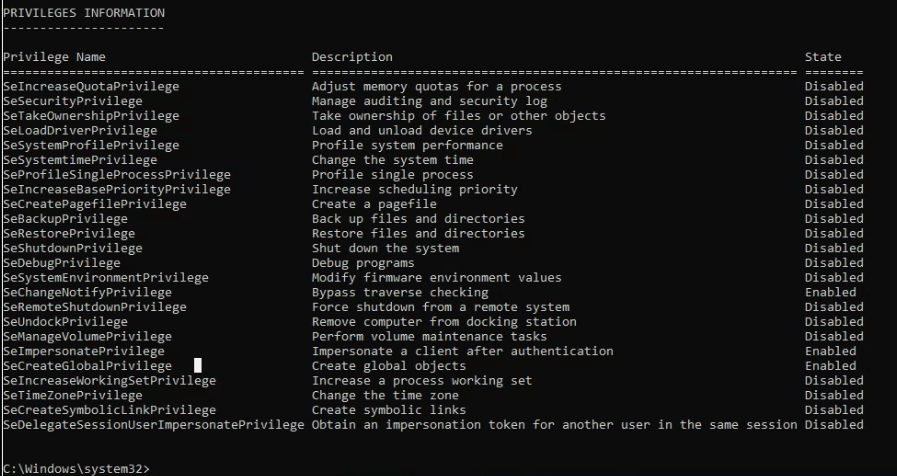 PRIVILEGES INFORMATION
----------------------
Privilege Name Description State
======================================== ================================================================== ========
SeIncreaseQuotaPrivilege Adjust memory quotas for a process Disabled
SeSecurityPrivilege Manage auditing and security log Disabled
SeTakeOwnershipPrivilege Take ownership of files or other objects Disabled
SeLoadDriverPrivilege Load and unload device drivers Disabled
SeSystemProfilePrivilege Profile system performance Disabled
SeSystemtimePrivilege Change the system time Disabled
SeProfileSingleProcessPrivilege Profile single process Disabled
SeIncreaseBasePriorityPrivilege Increase scheduling priority Disabled
SeCreatePagefilePrivilege Create a pagefile Disabled
SeBackupPrivilege Back up files and directories Disabled
SeRestorePrivilege Restore files and directories Disabled
SeShutdownPrivilege Shut down the system Disabled
SeDebugPrivilege Debug programs Disabled
SeSystemEnvironmentPrivilege Modify firmware environment values Disabled
SeChangeNotifyPrivilege Bypass traverse checking Enabled
SeRemoteShutdownPrivilege Force shutdown from a remote system Disabled
SeUndockPrivilege Remove computer from docking station Disabled
SeManageVolumePrivilege Perform volume maintenance tasks Disabled
SeImpersonatePrivilege Impersonate a client after authentication Enabled
SeCreateGlobalPrivilege Create global objects Enabled
SeIncreaseWorkingSetPrivilege Increase a process working set Disabled
SeTimeZonePrivilege Change the time zone Disabled
SeCreateSymbolicLinkPrivilege Create symbolic links Disabled
SeDelegateSessionUserImpersonatePrivilege Obtain an impersonation token for another user in the same session Disabled
C:\Windows\system32>